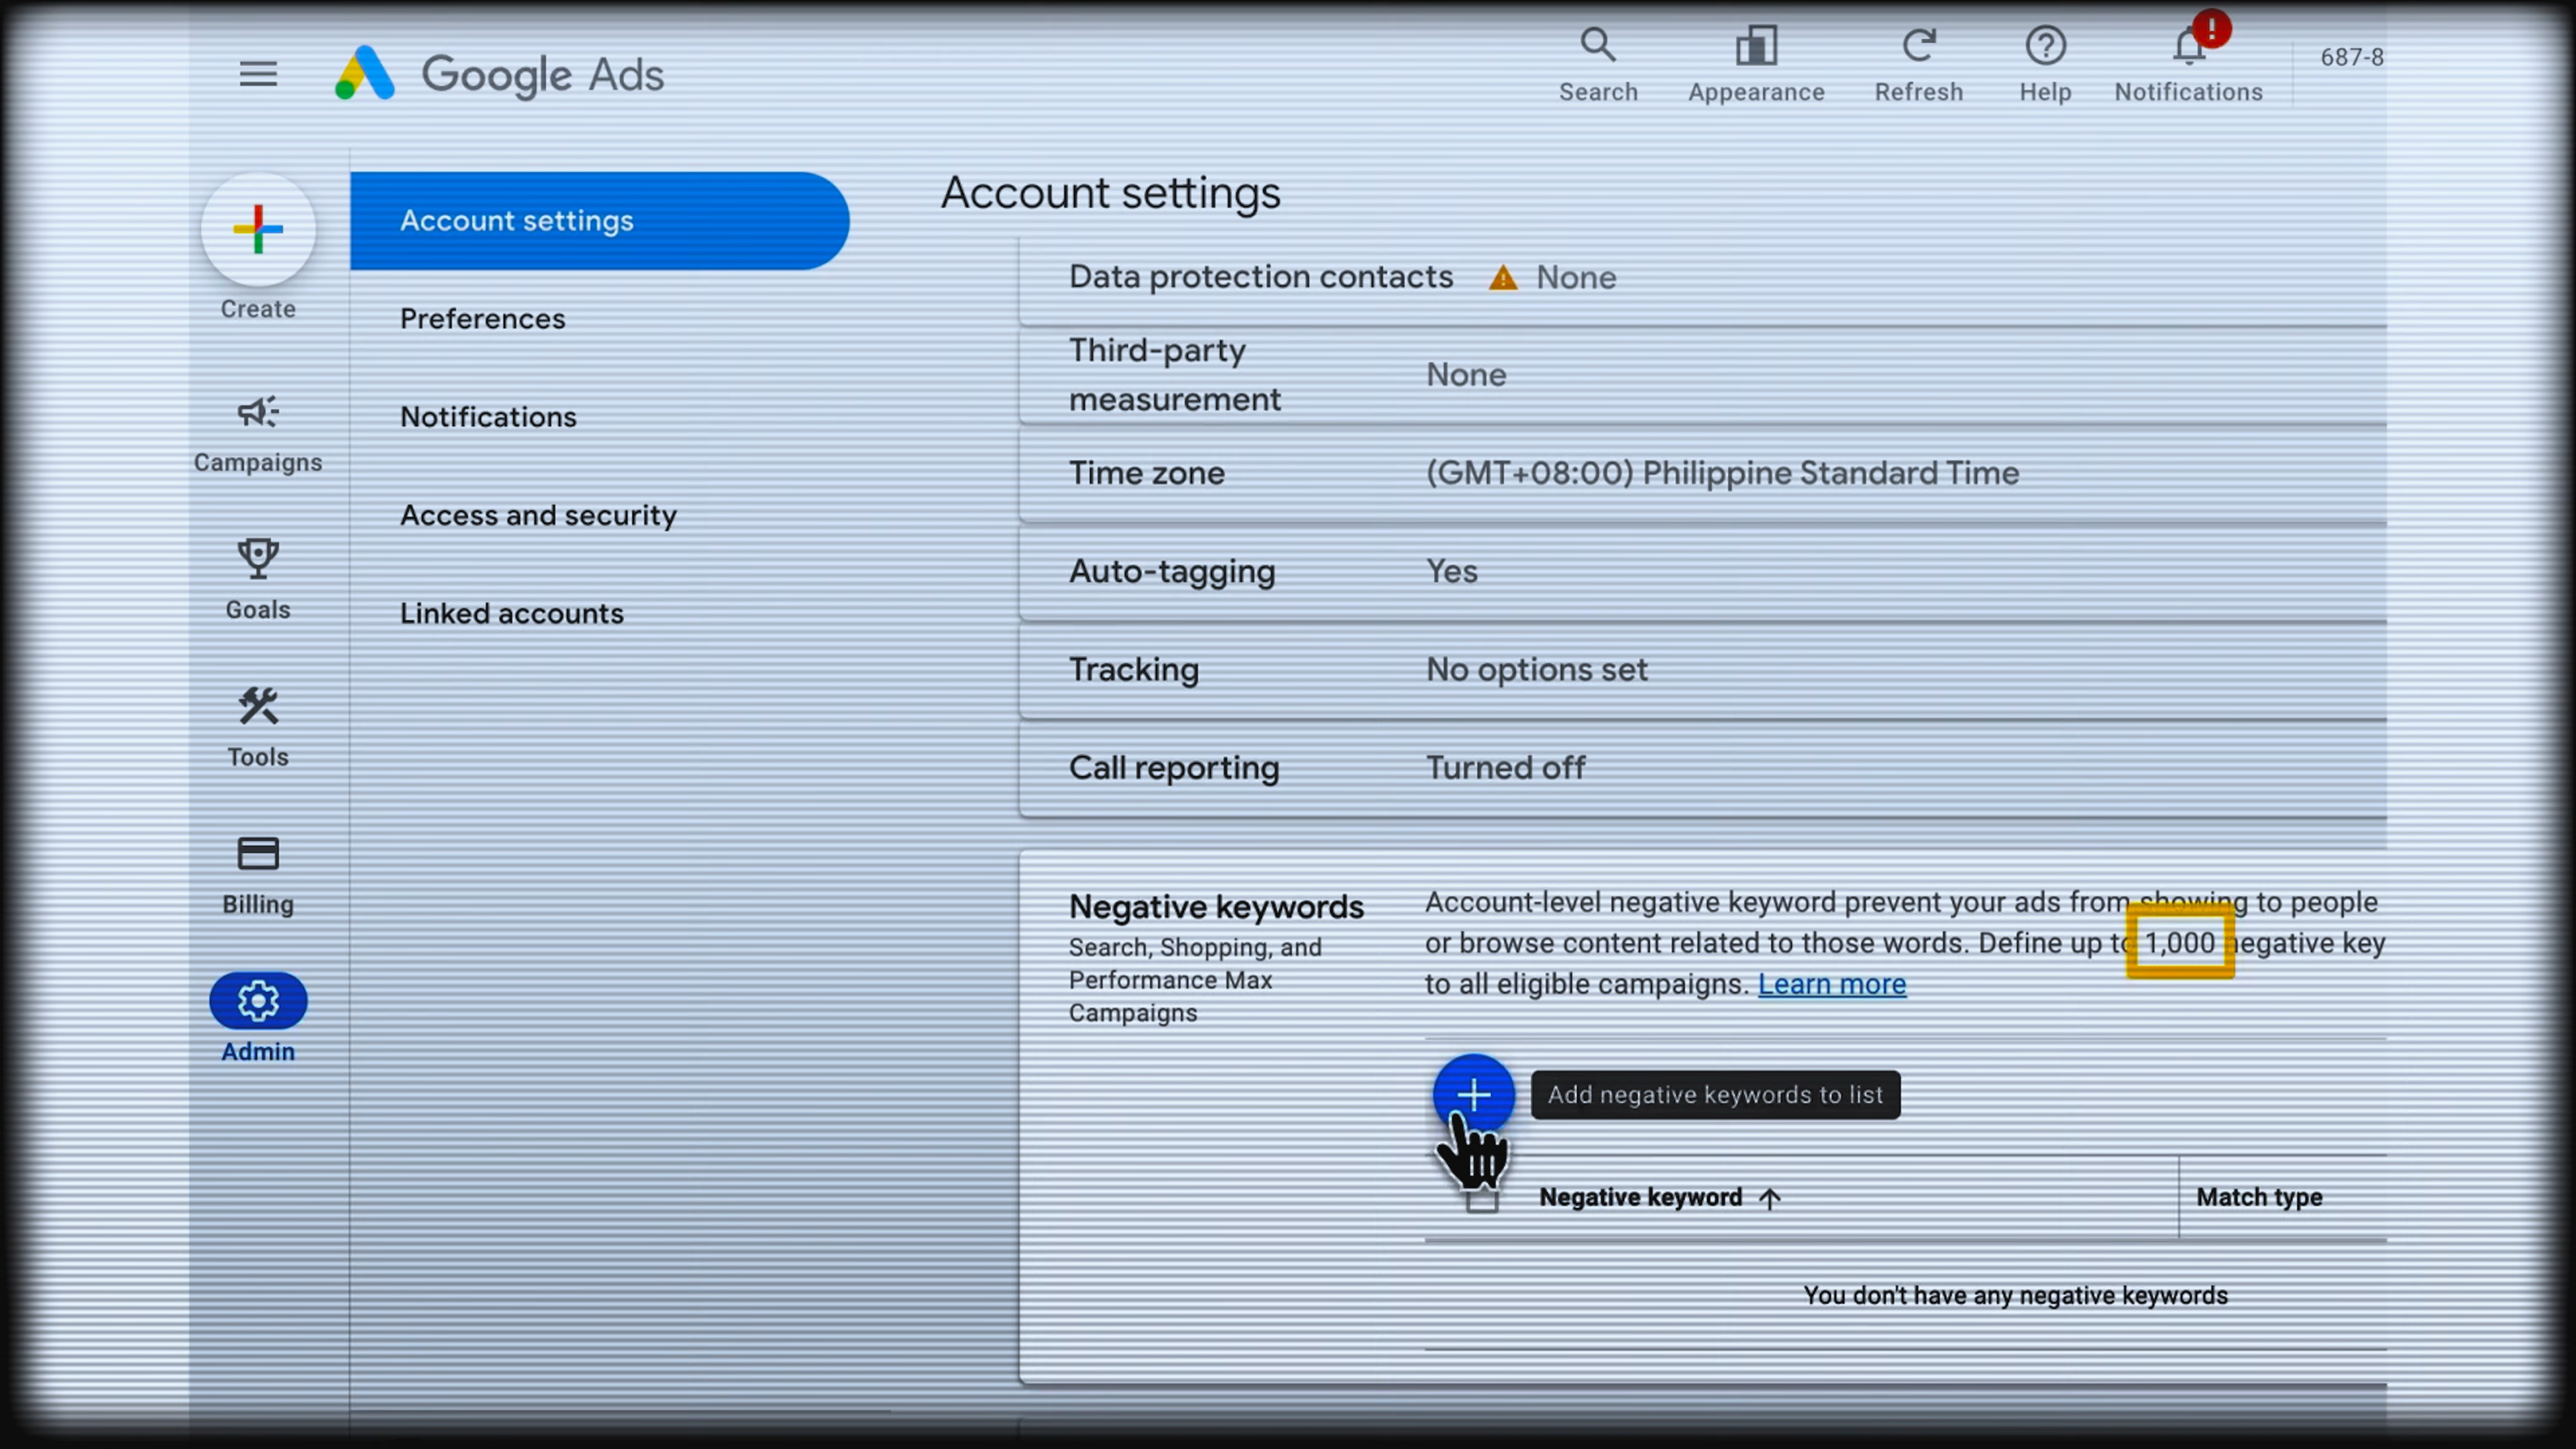 Google Ads
Search
Appearance
Refresh
Help
Notifications
687-8
Create
Campaigns
Goals
Tools
Billing
Admin
Account settings
Preferences
Notifications
Access and security
Linked accounts
Account settings
Data protection contacts None
Third-party
measurement
None
Time zone (GMT+08:00) Philippine Standard Time
Auto-tagging Yes
Tracking No options set
Call reporting Turned off
Negative keywords
Search, Shopping, and
Performance Max
Campaigns
Account-level negative keyword prevent your ads from showing to people
or browse content related to those words. Define up to 1,000 negative key
to all eligible campaigns. Learn more
Add negative keywords to list
Negative keyword Match type
You don't have any negative keywords